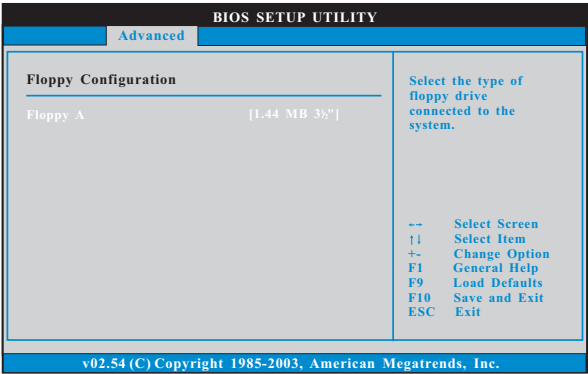 BIOS SETUP UTILITY
Advanced
Floppy Configuration
Floppy A [1.44 MB 3½"]
Select the type of
floppy drive
connected to the
system.
←→ Select Screen
↑↓ Select Item
+- Change Option
F1 General Help
F9 Load Defaults
F10 Save and Exit
ESC Exit
v02.54 (C) Copyright 1985-2003, American Megatrends, Inc.